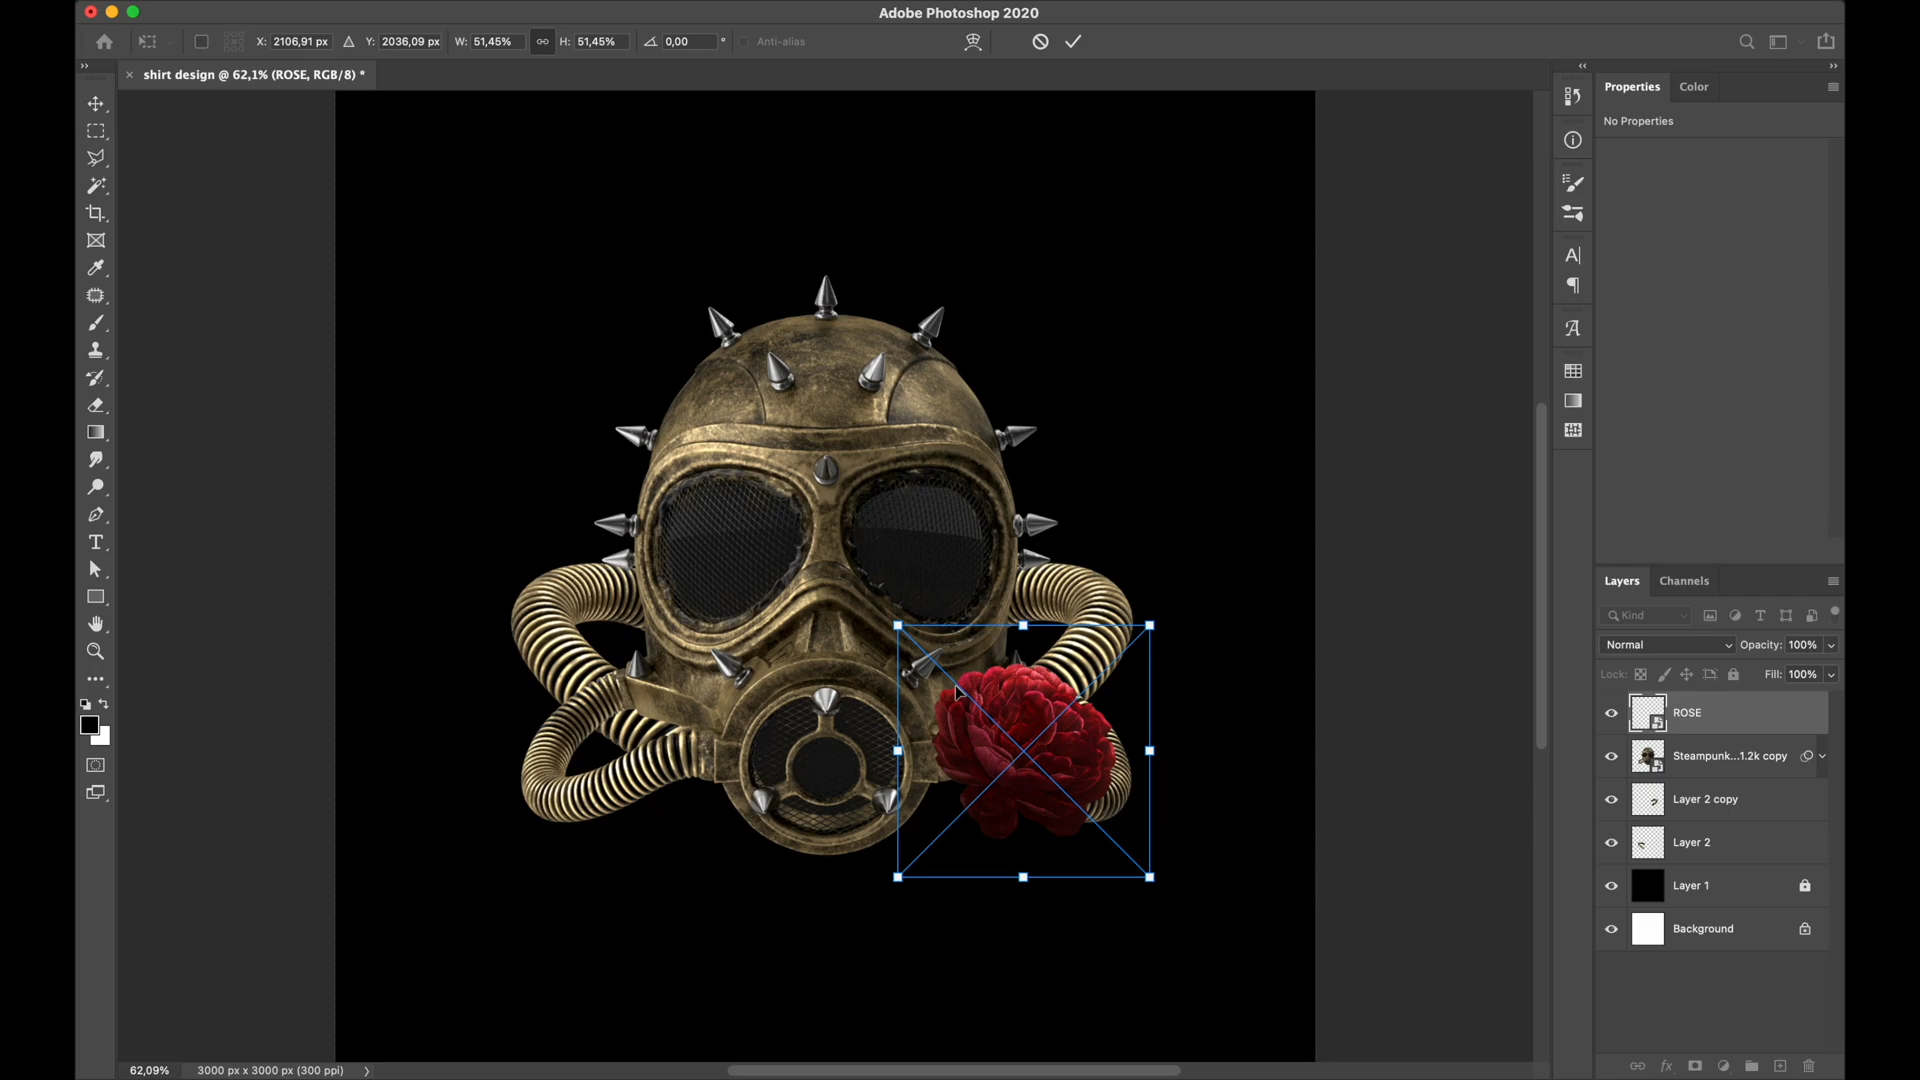 Adobe Photoshop 2020
X: 2106,91 px Y: 2036,09 px W: 51,45% H: 51,45% 0,00 ° Anti-alias
shirt design @ 62,1% (ROSE, RGB/8) *
Properties Color
No Properties
Layers Channels
Kind
Normal Opacity: 100%
Lock: Fill: 100%
ROSE
Steampunk...1.2k copy
Layer 2 copy
Layer 2
Layer 1
Background
62,09% 3000 px x 3000 px (300 ppi)